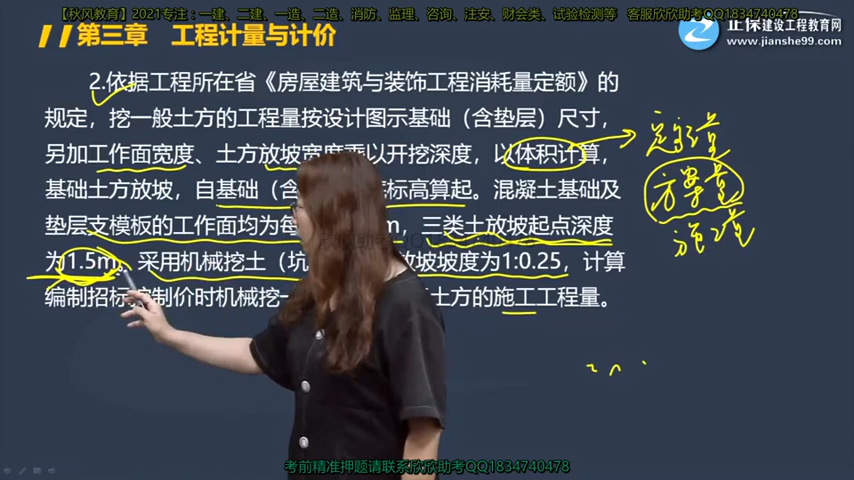 【秋风教育】2021专注：一建、二建、一造、二造、消防、监理、咨询、注安、财会类、试验检测等 客服欣欣助考QQ1834740478
第三章 工程计量与计价
正保建设工程教育网
www.jianshe99.com
2.依据工程所在省《房屋建筑与装饰工程消耗量定额》的
规定，挖一般土方的工程量按设计图示基础（含垫层）尺寸，
另加工作面宽度、土方放坡宽度乘以开挖深度，以体积计算，
基础土方放坡，自基础（含 底标高算起。混凝土基础及
垫层支模板的工作面均为每 m，三类土放坡起点深度
为1.5m。采用机械挖土（坑 放坡坡度为1:0.25，计算
编制招标控制价时机械挖一 土方的施工工程量。
定额量
方案量
施工量
考前精准押题请联系欣欣助考QQ1834740478